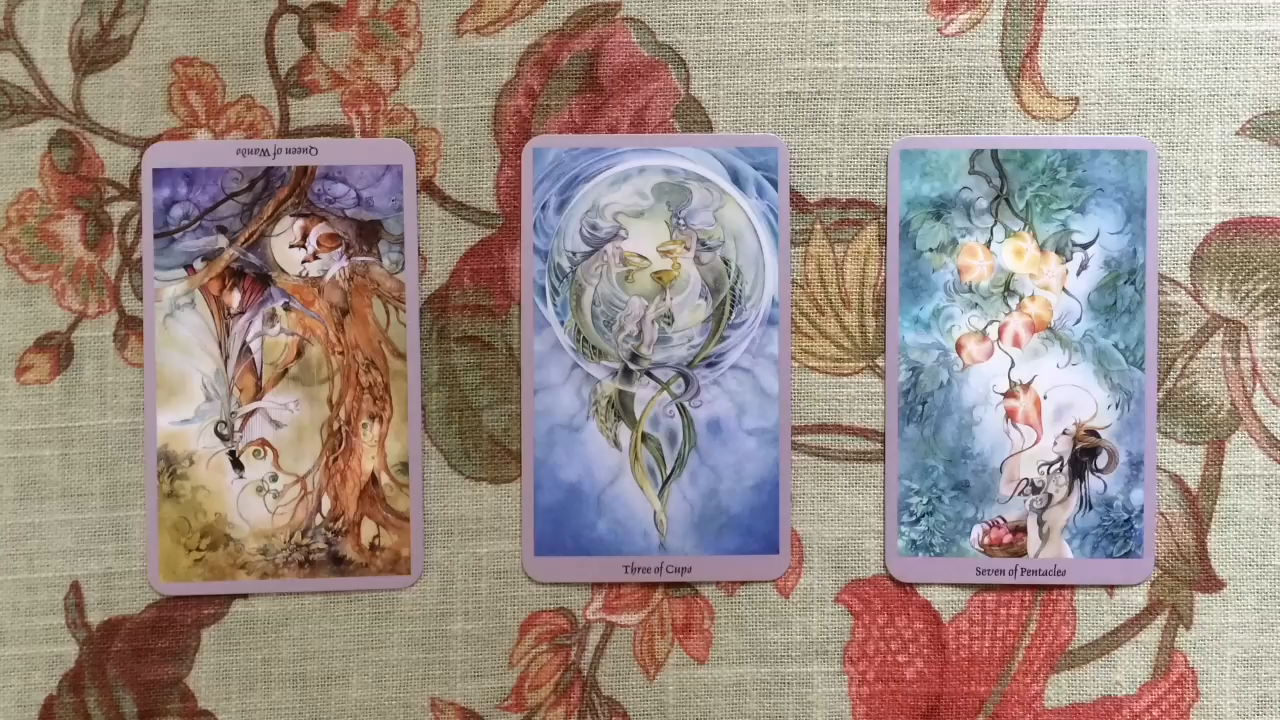 Queen of Wands
Three of Cups
Seven of Pentacles